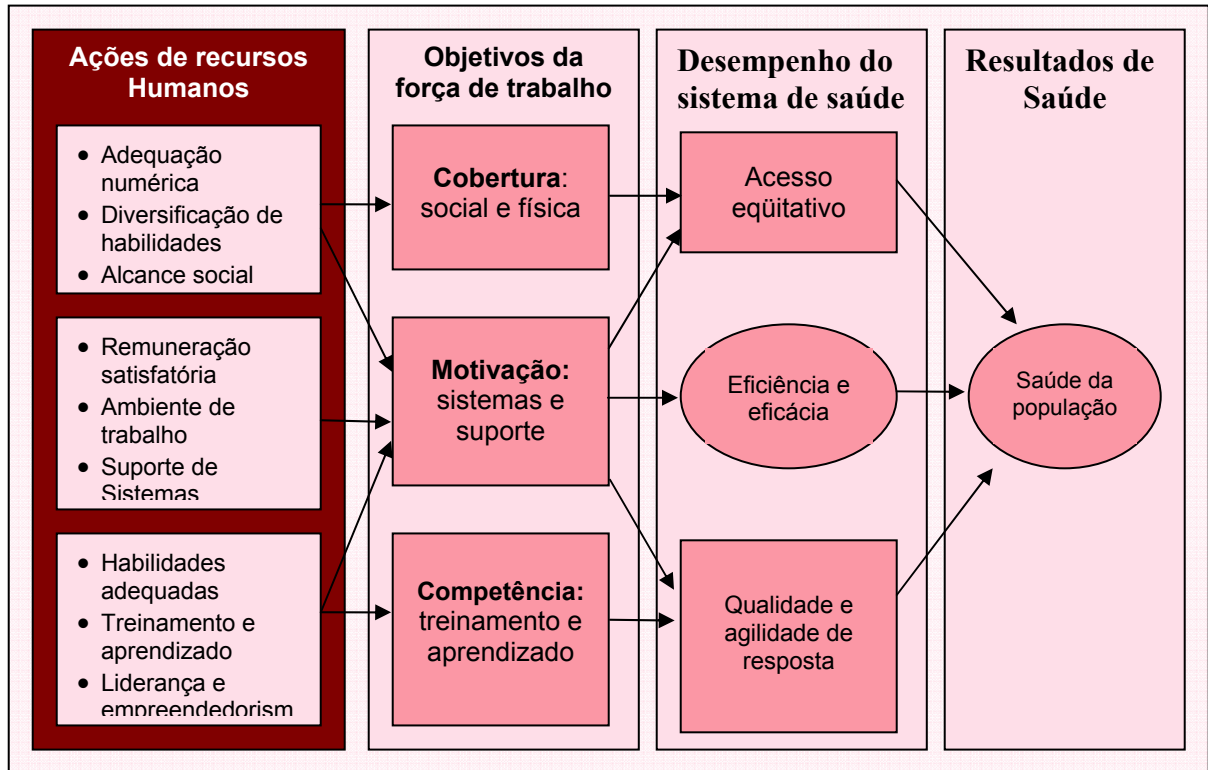 Ações de recursos
Humanos
• Adequação
numérica
• Diversificação de
habilidades
• Alcance social
• Remuneração
satisfatória
• Ambiente de
trabalho
• Suporte de
Sistemas
• Habilidades
adequadas
• Treinamento e
aprendizado
• Liderança e
empreendedorism
Objetivos da
força de trabalho
Cobertura:
social e física
Motivação:
sistemas e
suporte
Competência:
treinamento e
aprendizado
Desempenho do
sistema de saúde
Acesso
eqüitativo
Eficiência e
eficácia
Qualidade e
agilidade de
resposta
Resultados de
Saúde
Saúde da
população